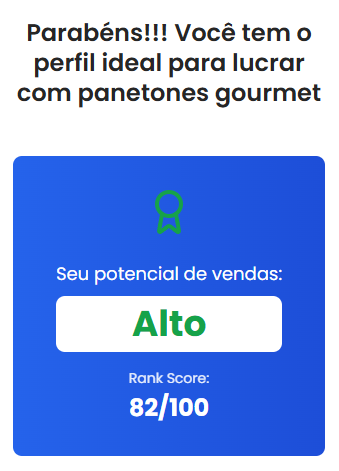 Parabéns!!! Você tem o
perfil ideal para lucrar
com panetones gourmet
Seu potencial de vendas:
Alto
Rank Score:
82/100